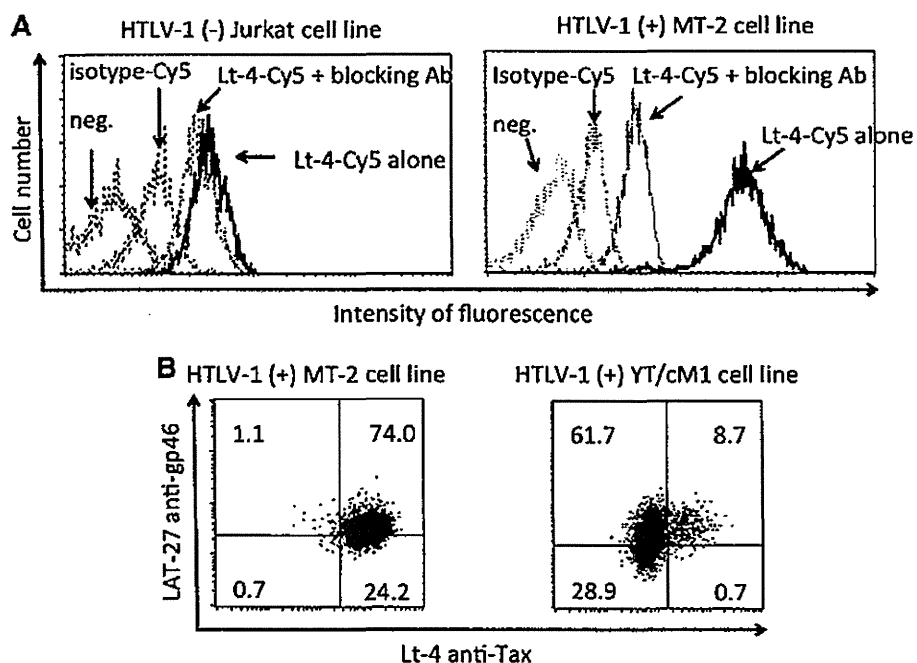 A
HTLV-1 (-) Jurkat cell line
HTLV-1 (+) MT-2 cell line
isotype-Cy5
Lt-4-Cy5 + blocking Ab
neg.
Lt-4-Cy5 alone
Isotype-Cy5
Lt-4-Cy5 + blocking Ab
neg.
Lt-4-Cy5 alone
Cell number
Intensity of fluorescence
B
HTLV-1 (+) MT-2 cell line
HTLV-1 (+) YT/cM1 cell line
1.1
74.0
0.7
24.2
61.7
8.7
28.9
0.7
LAT-27 anti-gp46
Lt-4 anti-Tax